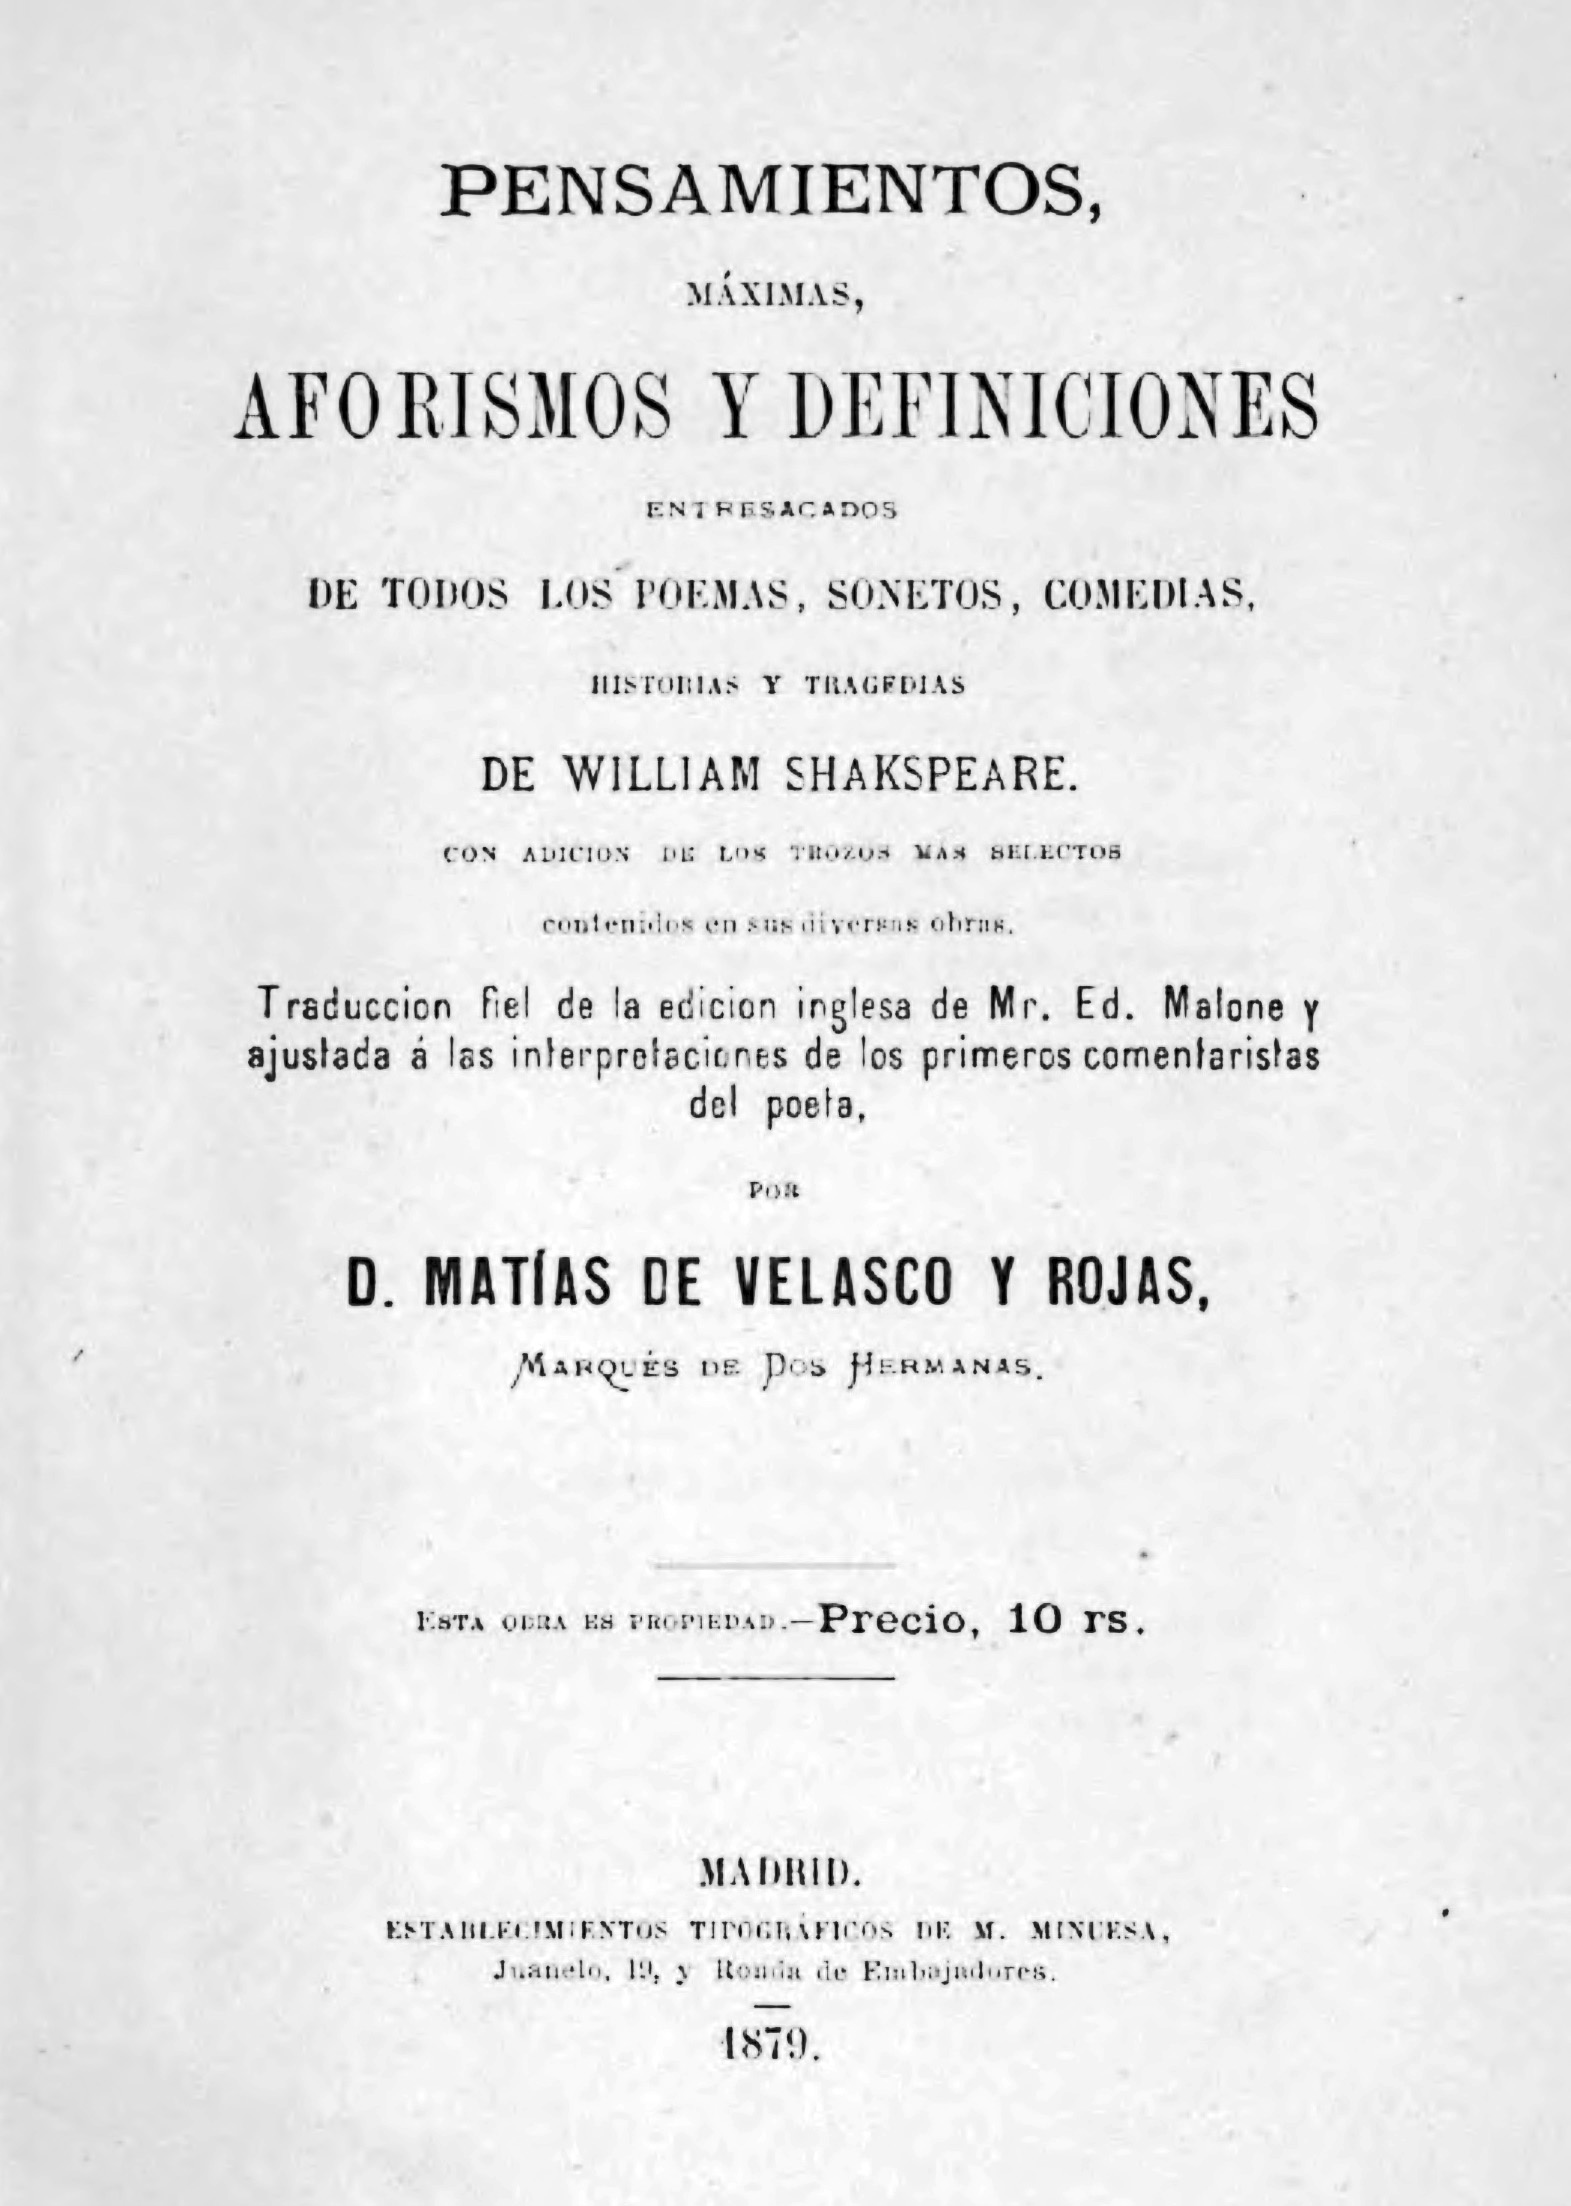 PENSAMIENTOS,
MÁXIMAS,
AFORISMOS Y DEFINICIONES
ENTRESACADOS
DE TODOS LOS POEMAS, SONETOS, COMEDIAS,
HISTORIAS Y TRAGEDIAS
DE WILLIAM SHAKSPEARE.
CON ADICION DE LOS TROZOS MAS SELECTOS
contenidos en sus diversas obras.
Traduccion fiel de la edicion inglesa de Mr. Ed. Malone y
ajustada á las interpretaciones de los primeros comentaristas
del poeta,
POR
D. MATÍAS DE VELASCO Y ROJAS,
MARQUÉS DE DOS HERMANAS.
ESTA OBRA ES PROPIEDAD.—Precio, 10 rs.
MADRID.
ESTABLECIMIENTOS TIPOGRÁFICOS DE M. MINUESA,
Juanelo, 19, y Ronda de Embajadores.
1879.